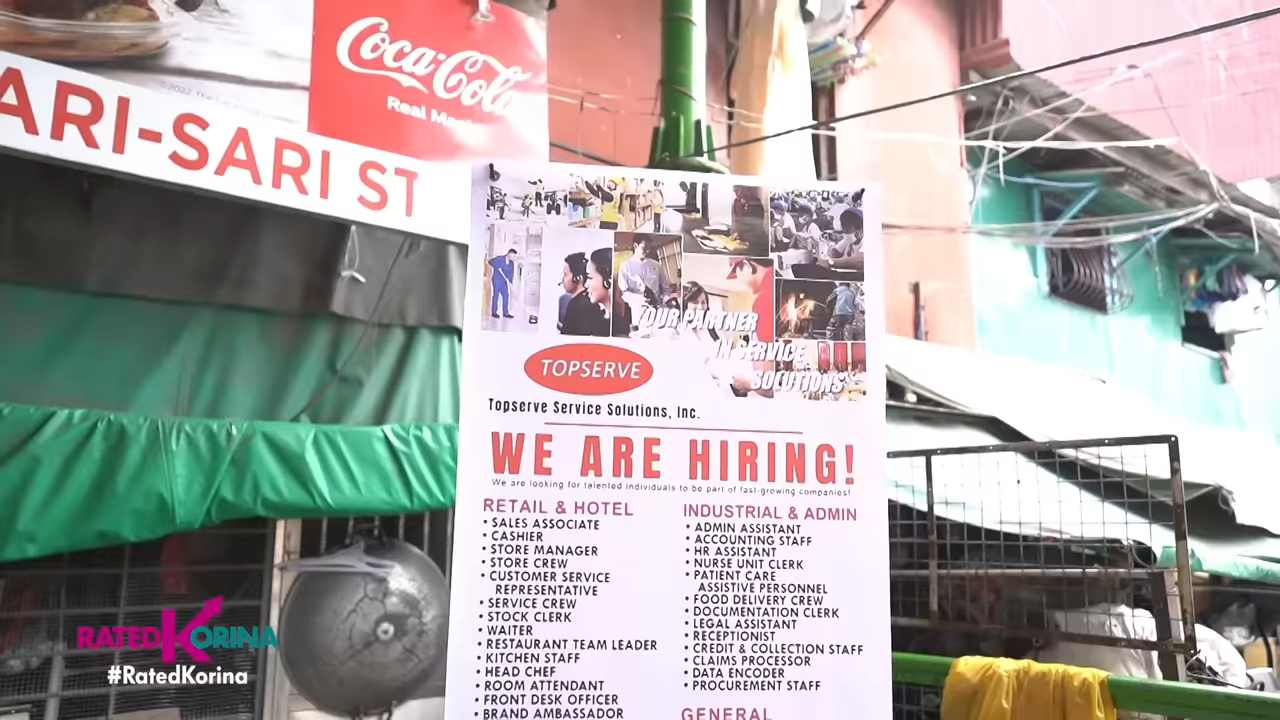 Coca-Cola
Real Mag
ARI-SARI ST
YOUR PARTNER
IN SERVICE
SOLUTIONS
TOPSERVE
Topserve Service Solutions, Inc.
WE ARE HIRING!
We are looking for talented individuals to be part of fast-growing companies!
RETAIL & HOTEL
• SALES ASSOCIATE
• CASHIER
• STORE MANAGER
• STORE CREW
• CUSTOMER SERVICE
REPRESENTATIVE
• SERVICE CREW
• STOCK CLERK
• WAITER
• RESTAURANT TEAM LEADER
• KITCHEN STAFF
• HEAD CHEF
• ROOM ATTENDANT
• FRONT DESK OFFICER
• BRAND AMBASSADOR
INDUSTRIAL & ADMIN
• ADMIN ASSISTANT
• ACCOUNTING STAFF
• HR ASSISTANT
• NURSE UNIT CLERK
• PATIENT CARE
ASSISTIVE PERSONNEL
• FOOD DELIVERY CREW
• DOCUMENTATION CLERK
• LEGAL ASSISTANT
• RECEPTIONIST
• CREDIT & COLLECTION STAFF
• CLAIMS PROCESSOR
• DATA ENCODER
• PROCUREMENT STAFF
GENERAL
RATED KORINA
#RatedKorina